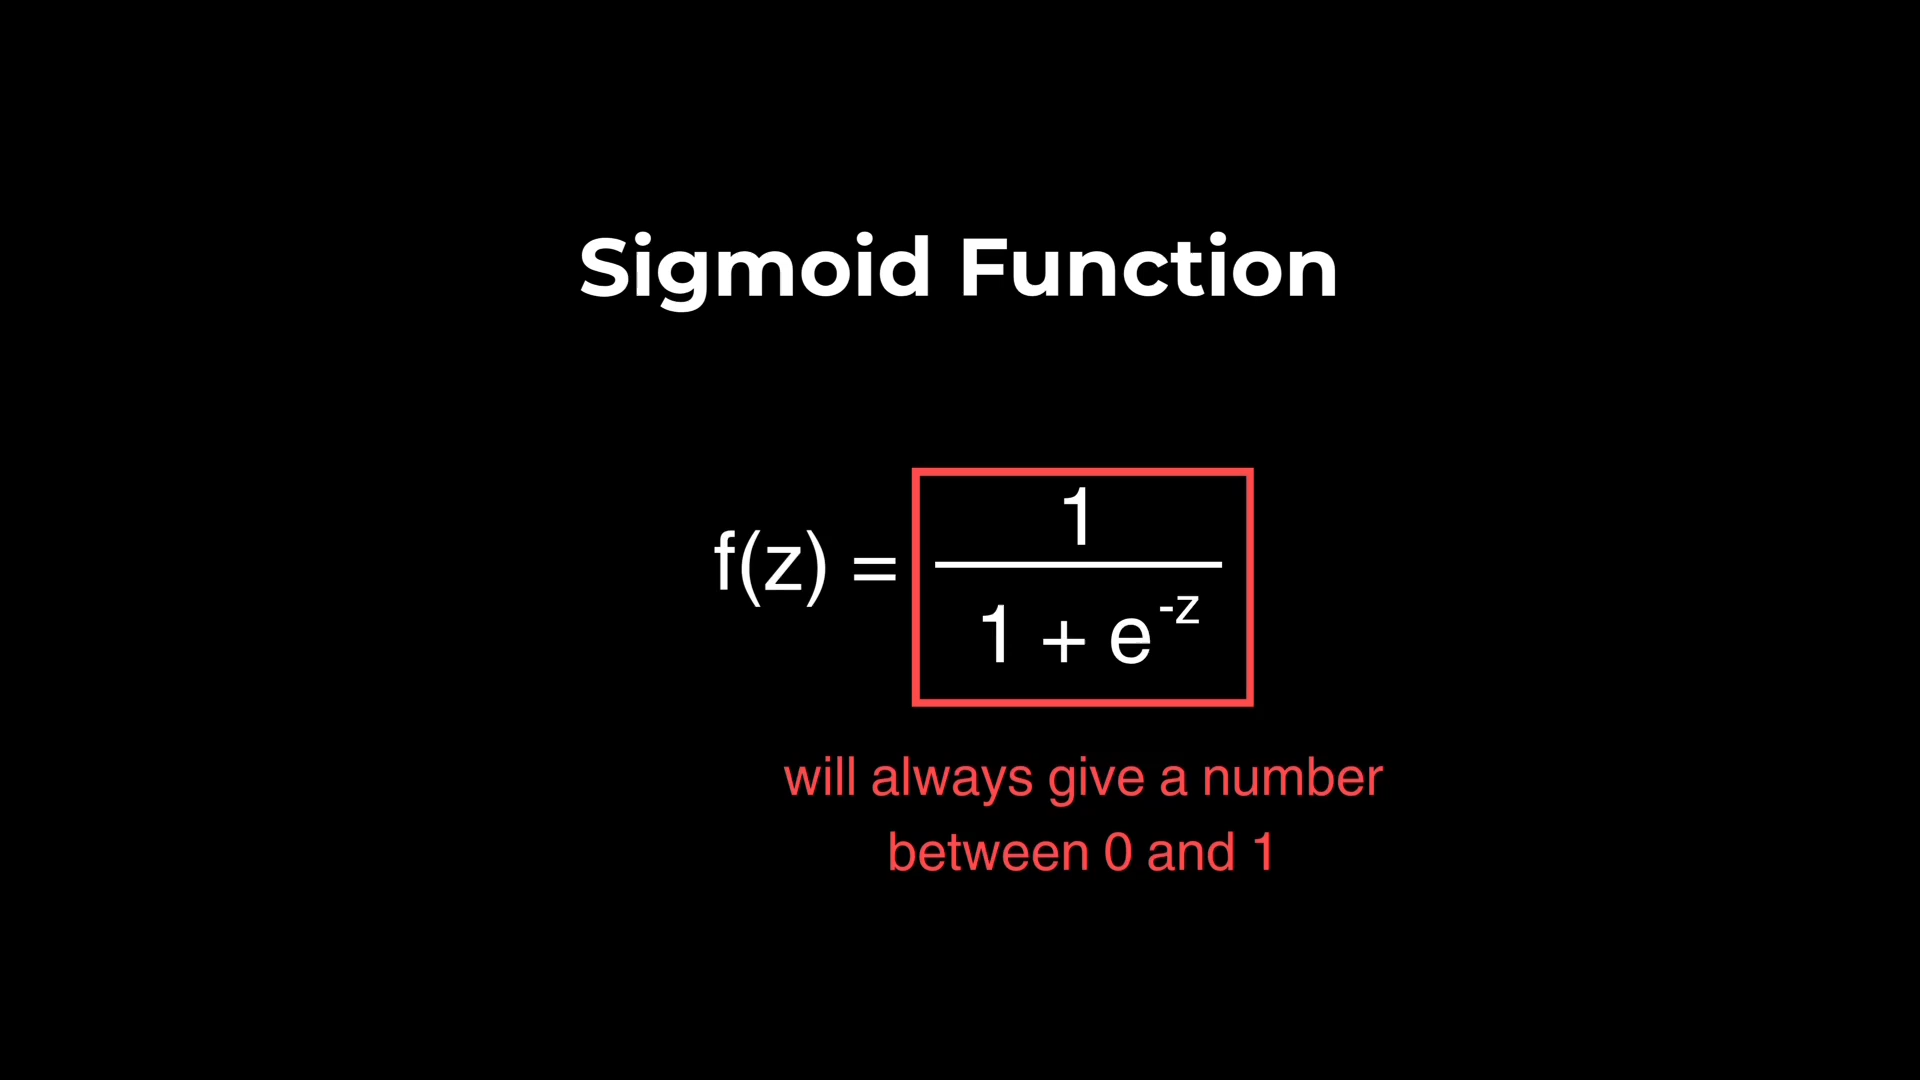 Sigmoid Function
f(z) = 1
1 + e^-z
will always give a number
between 0 and 1